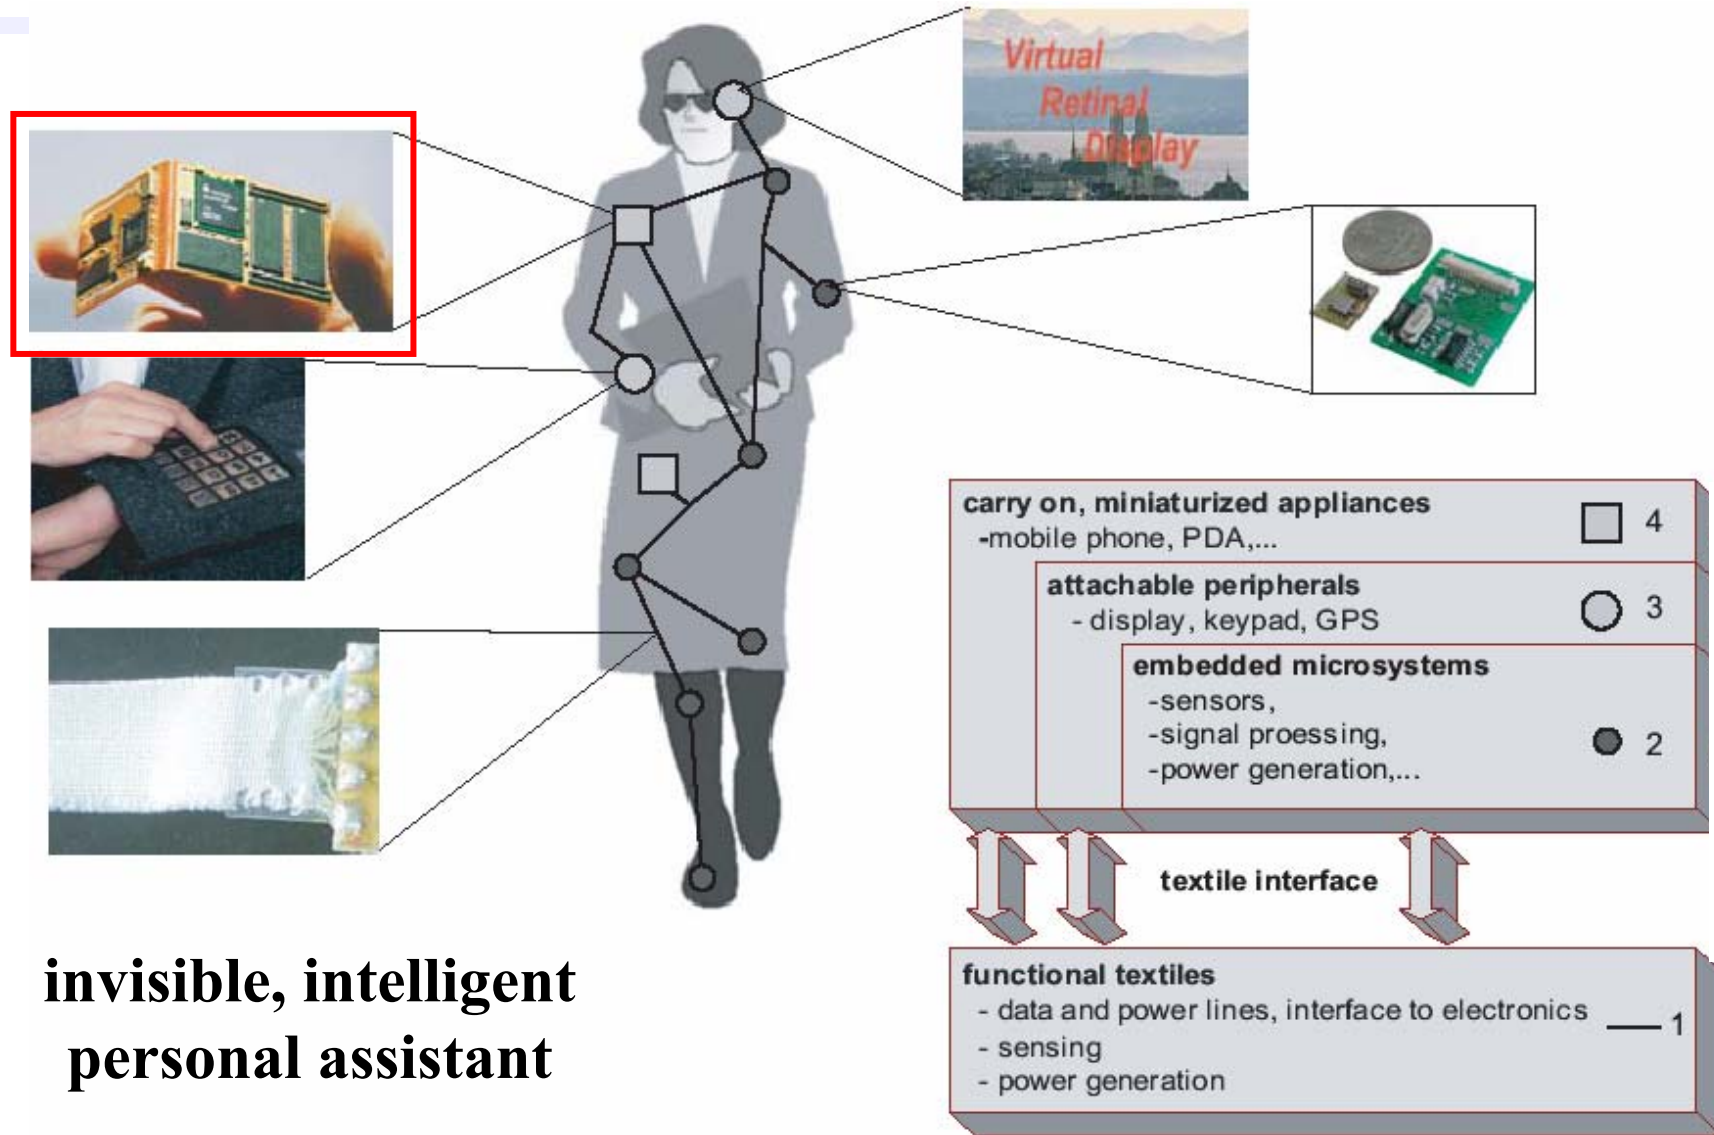 Virtual
Retinal
Display
carry on, miniaturized appliances
-mobile phone, PDA,...
4
attachable peripherals
- display, keypad, GPS
3
embedded microsystems
-sensors,
-signal proessing,
-power generation,...
2
textile interface
functional textiles
- data and power lines, interface to electronics
1
- sensing
- power generation
invisible, intelligent
personal assistant